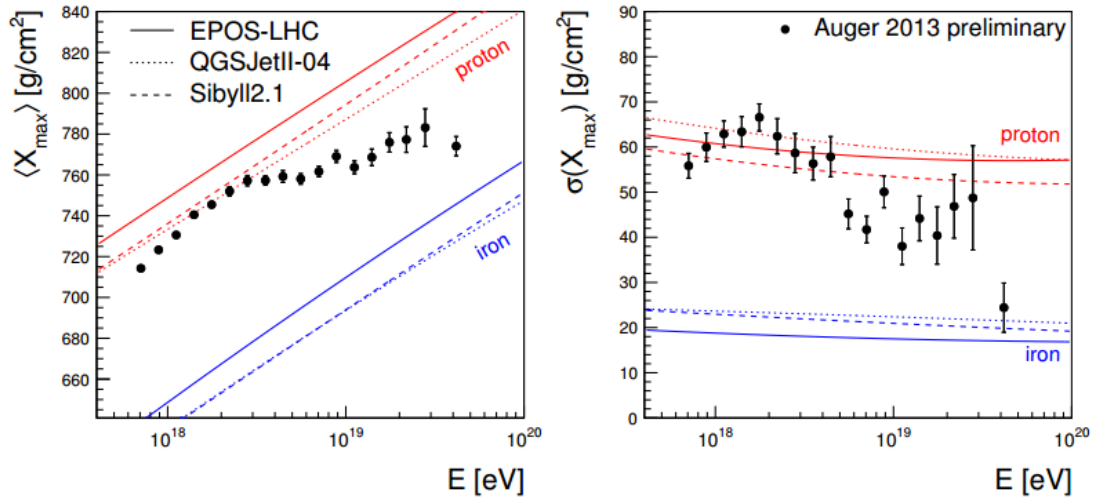 ⟨X_max⟩ [g/cm²]
840
820
800
780
760
740
720
700
680
660
EPOS-LHC
QGSJetII-04
Sibyll2.1
proton
iron
10¹⁸
10¹⁹
10²⁰
E [eV]
σ(X_max) [g/cm²]
90
80
70
60
50
40
30
20
10
0
Auger 2013 preliminary
proton
iron
10¹⁸
10¹⁹
10²⁰
E [eV]